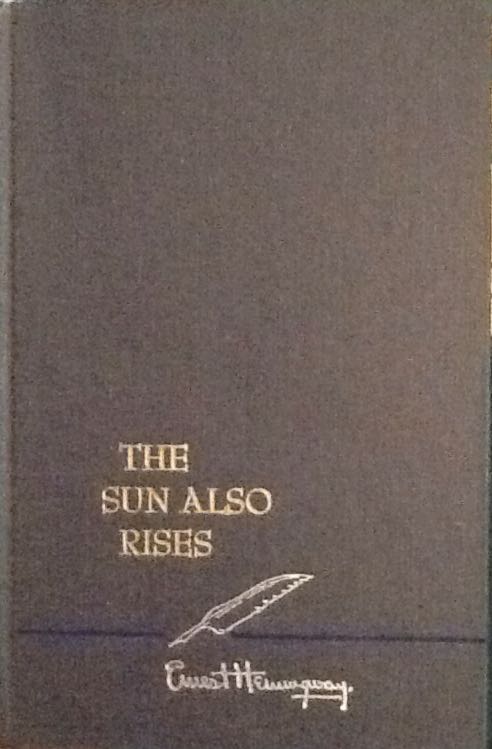 THE
SUN ALSO
RISES
Ernest Hemingway.